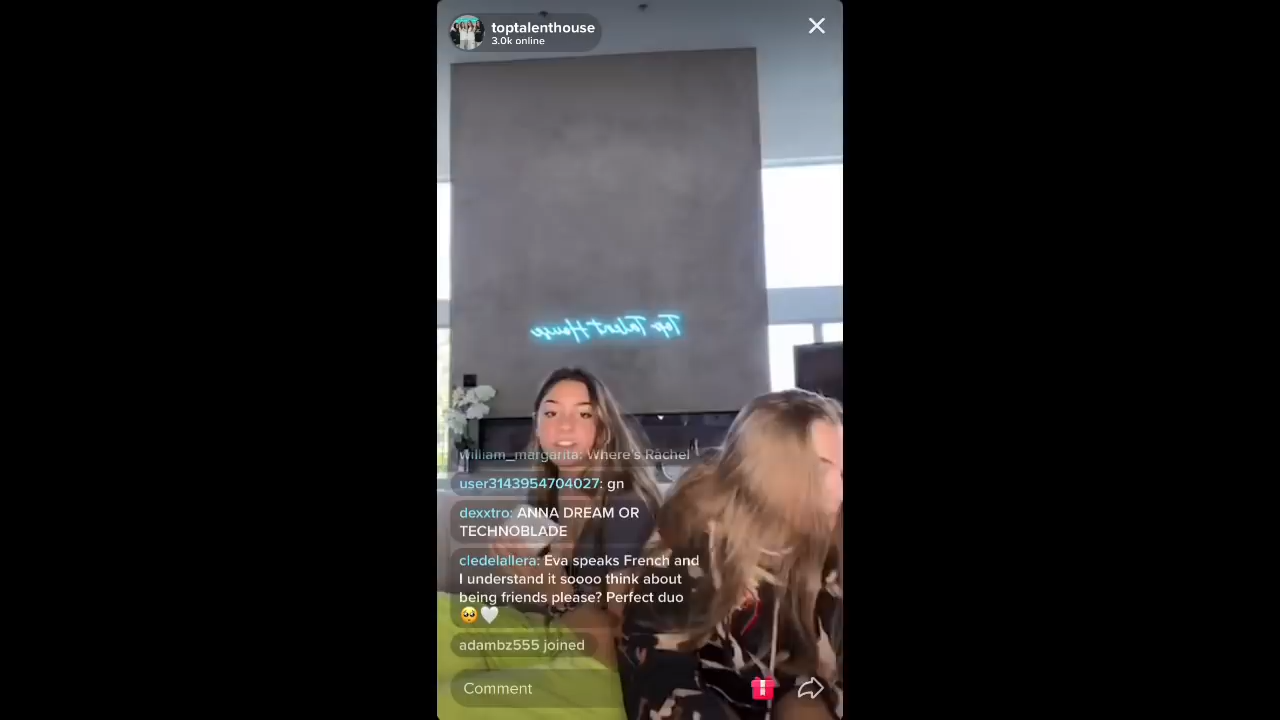 toptalenthouse
3.0k online
Top Talent House
william_margarita: Where's Rachel
user3143954704027: gn
dexxtro: ANNA DREAM OR
TECHNOBLADE
cledelallera: Eva speaks French and
I understand it soooo think about
being friends please? Perfect duo
🥺🤍
adambz555 joined
Comment